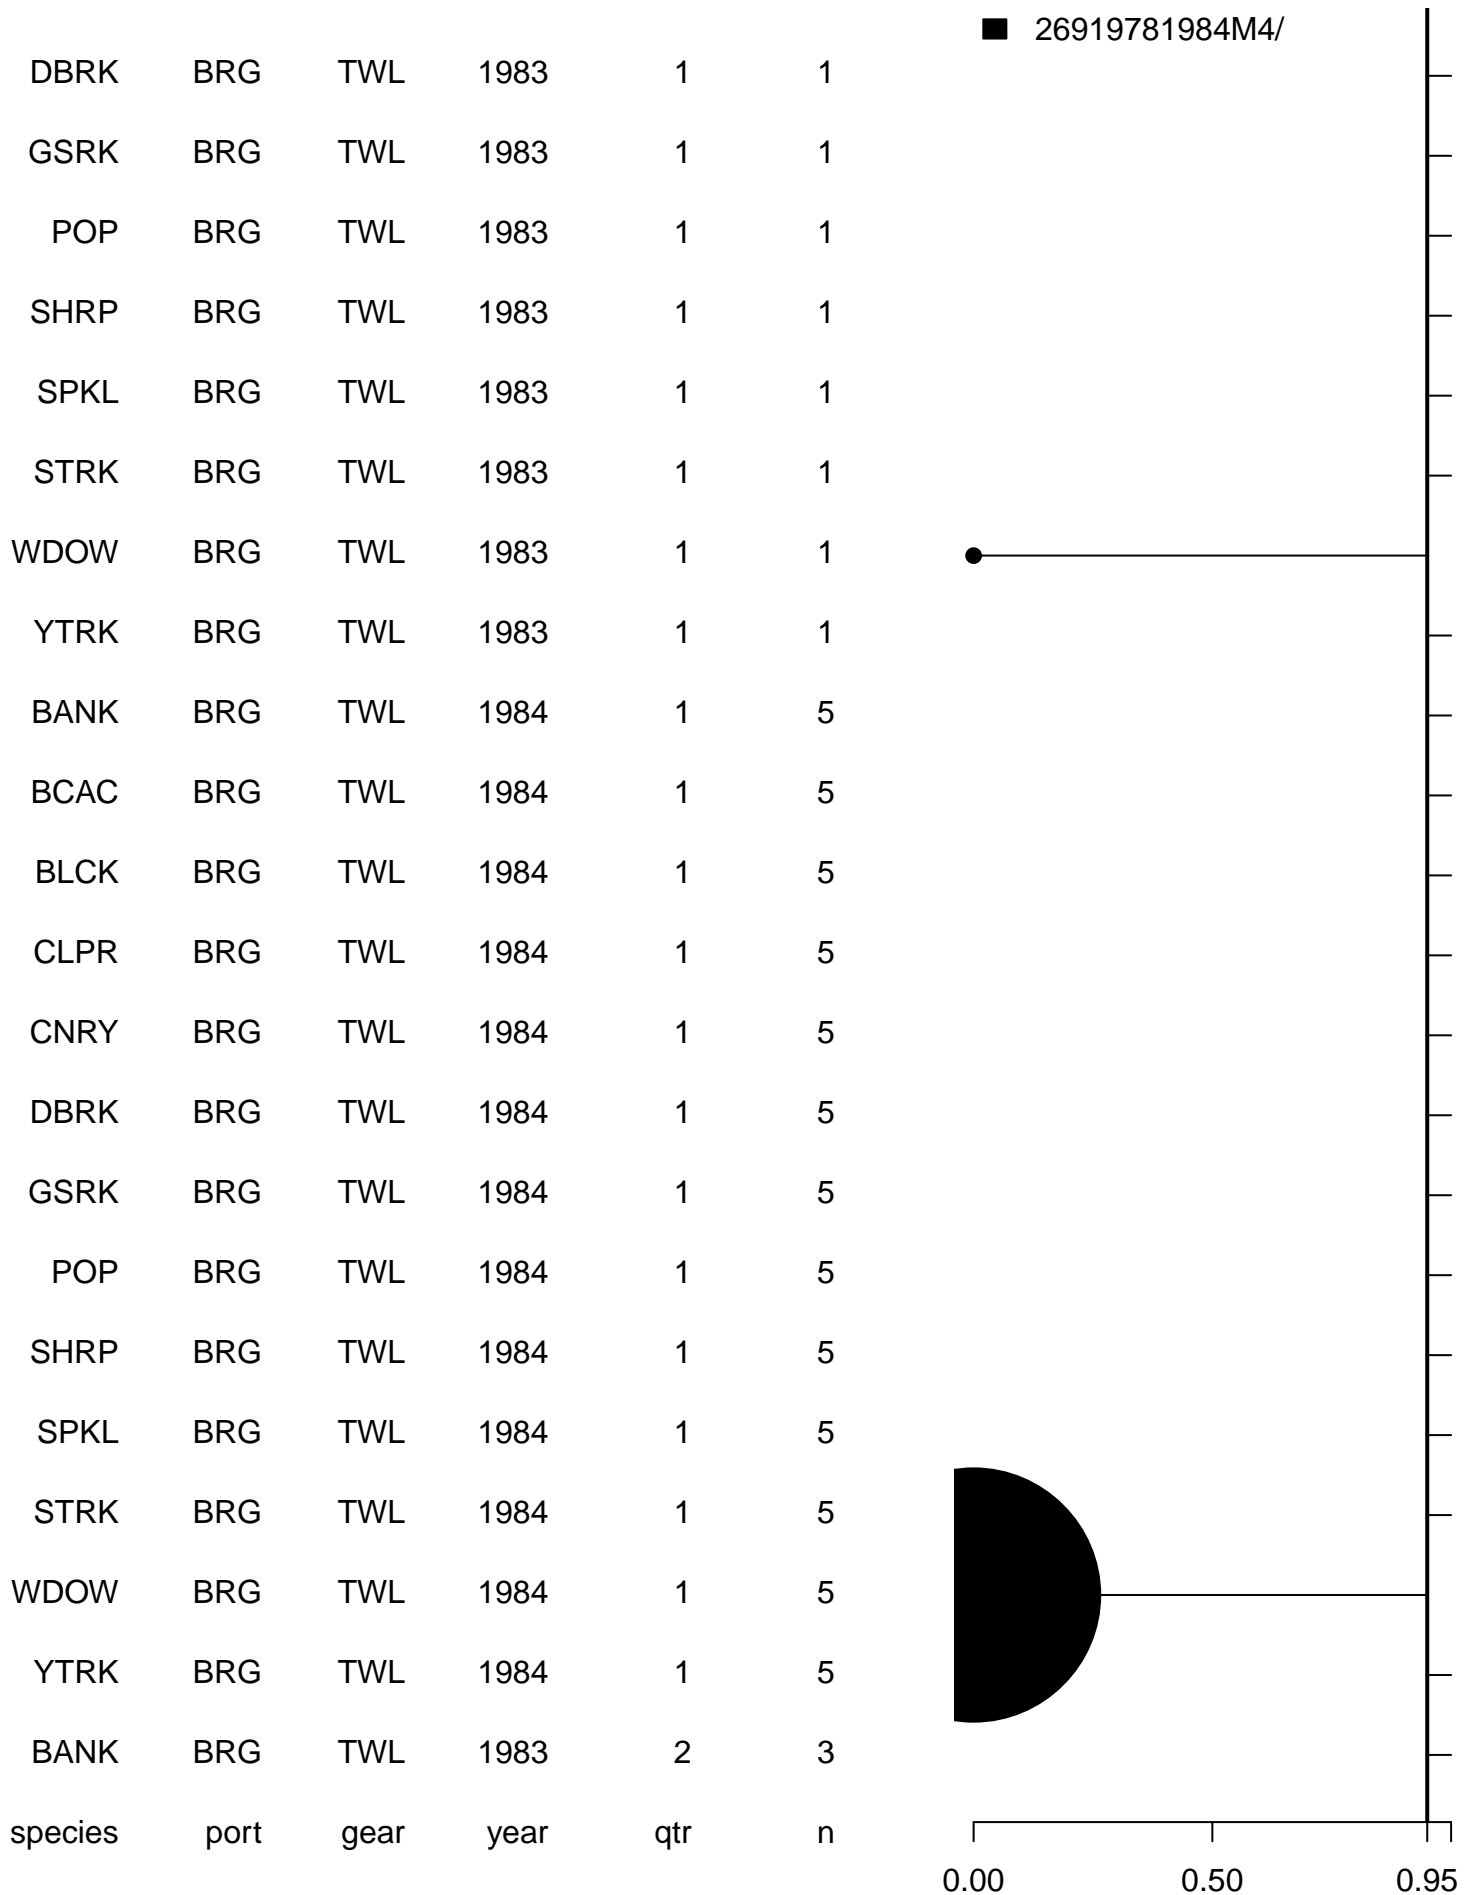 26919781984M4/
DBRK BRG TWL 1983 1 1
GSRK BRG TWL 1983 1 1
POP BRG TWL 1983 1 1
SHRP BRG TWL 1983 1 1
SPKL BRG TWL 1983 1 1
STRK BRG TWL 1983 1 1
WDOW BRG TWL 1983 1 1
YTRK BRG TWL 1983 1 1
BANK BRG TWL 1984 1 5
BCAC BRG TWL 1984 1 5
BLCK BRG TWL 1984 1 5
CLPR BRG TWL 1984 1 5
CNRY BRG TWL 1984 1 5
DBRK BRG TWL 1984 1 5
GSRK BRG TWL 1984 1 5
POP BRG TWL 1984 1 5
SHRP BRG TWL 1984 1 5
SPKL BRG TWL 1984 1 5
STRK BRG TWL 1984 1 5
WDOW BRG TWL 1984 1 5
YTRK BRG TWL 1984 1 5
BANK BRG TWL 1983 2 3
species port gear year qtr n
0.00 0.50 0.95